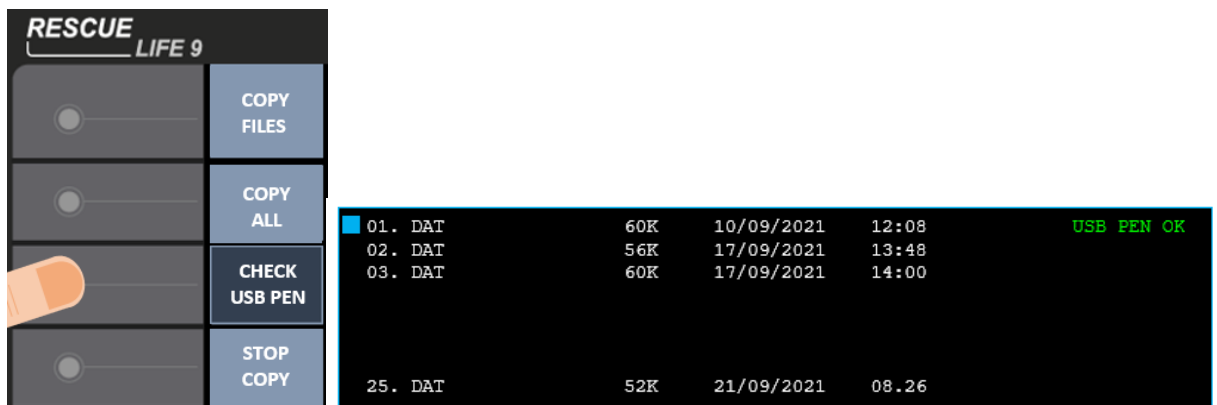 RESCUE
LIFE 9
COPY
FILES
COPY
ALL
CHECK
USB PEN
STOP
COPY
01. DAT 60K 10/09/2021 12:08 USB PEN OK
02. DAT 56K 17/09/2021 13:48
03. DAT 60K 17/09/2021 14:00
25. DAT 52K 21/09/2021 08.26